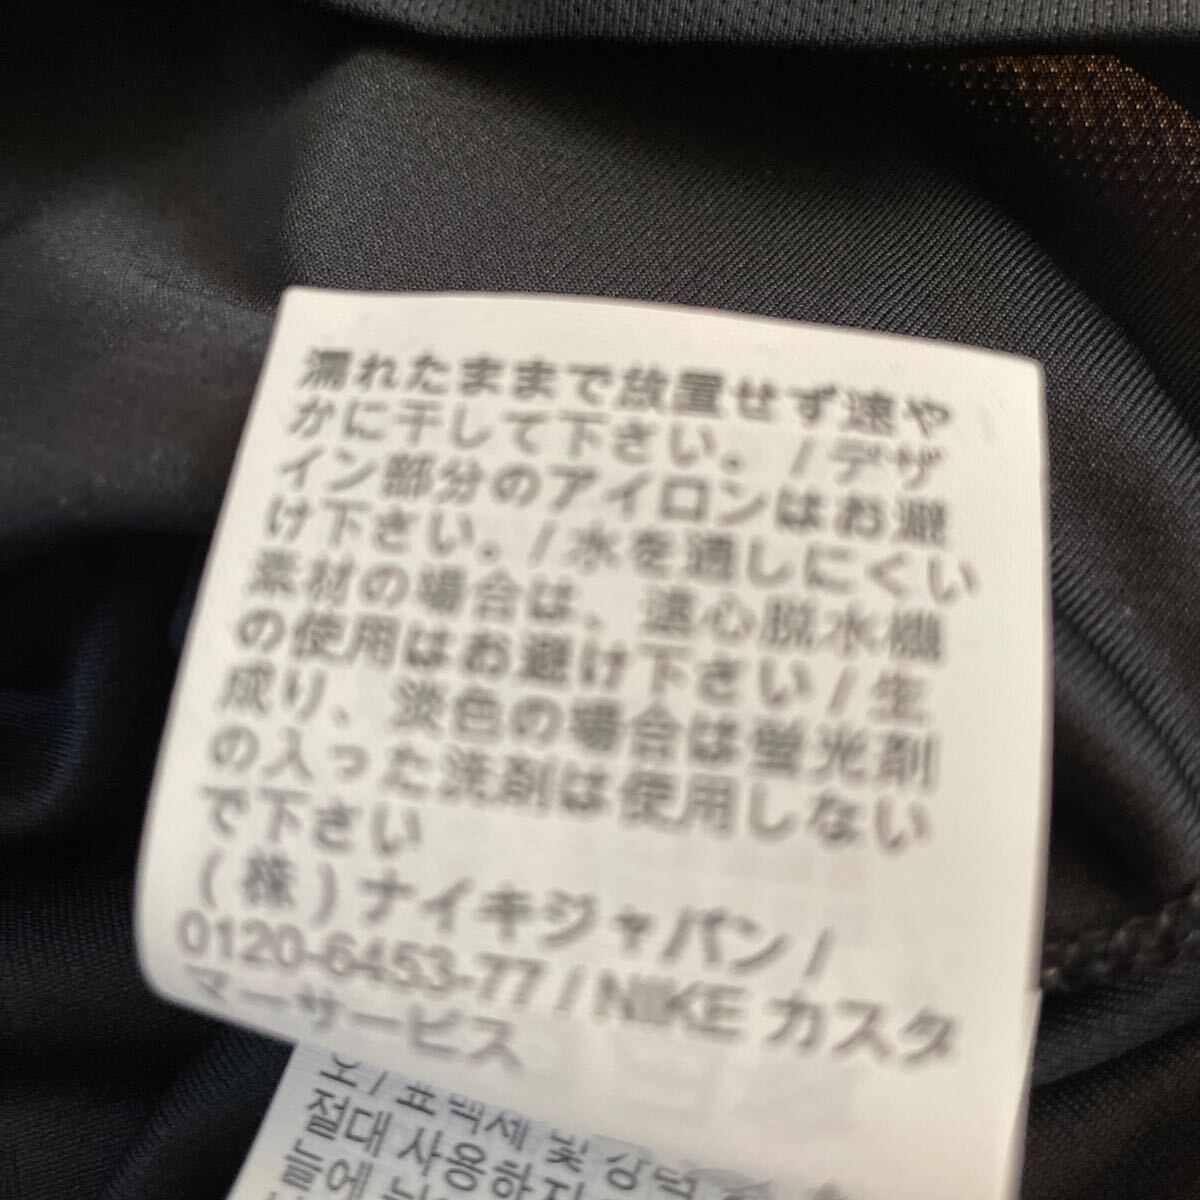 濡れたままで放置せず速や
かに干して下さい。/デザ
イン部分のアイロンはお避
け下さい。/水を通しにくい
素材の場合は、遠心脱水機
の使用はお避け下さい/生
成り、淡色の場合は蛍光剤
の入った洗剤は使用しない
で下さい
(株)ナイキジャパン/
0120-6453-77/NIKE カスタ
マーサービス
오/표백제 및
절대 사용하지